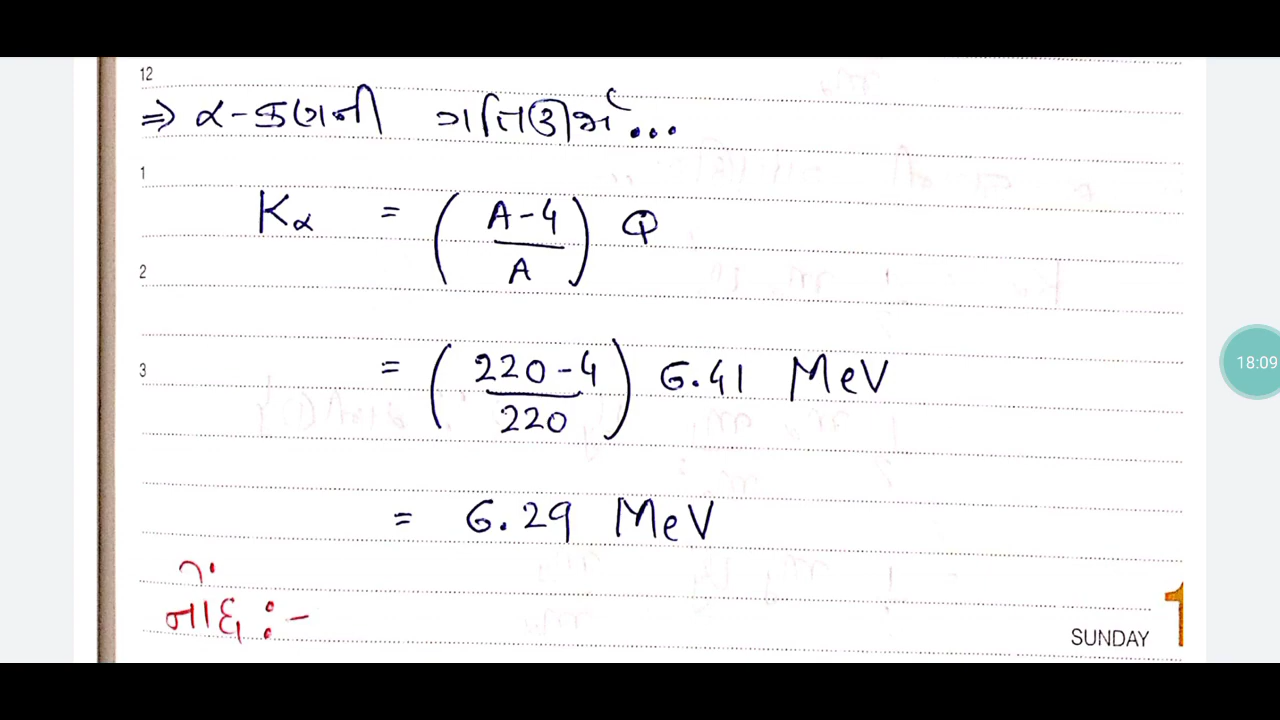 12
⇒ α-કણની ગતિઊર્જા...
1
Kα = (A-4/A) Q
2
3
= (220-4/220) 6.41 MeV
= 6.29 MeV
નોંધ :-
SUNDAY 1
18:09